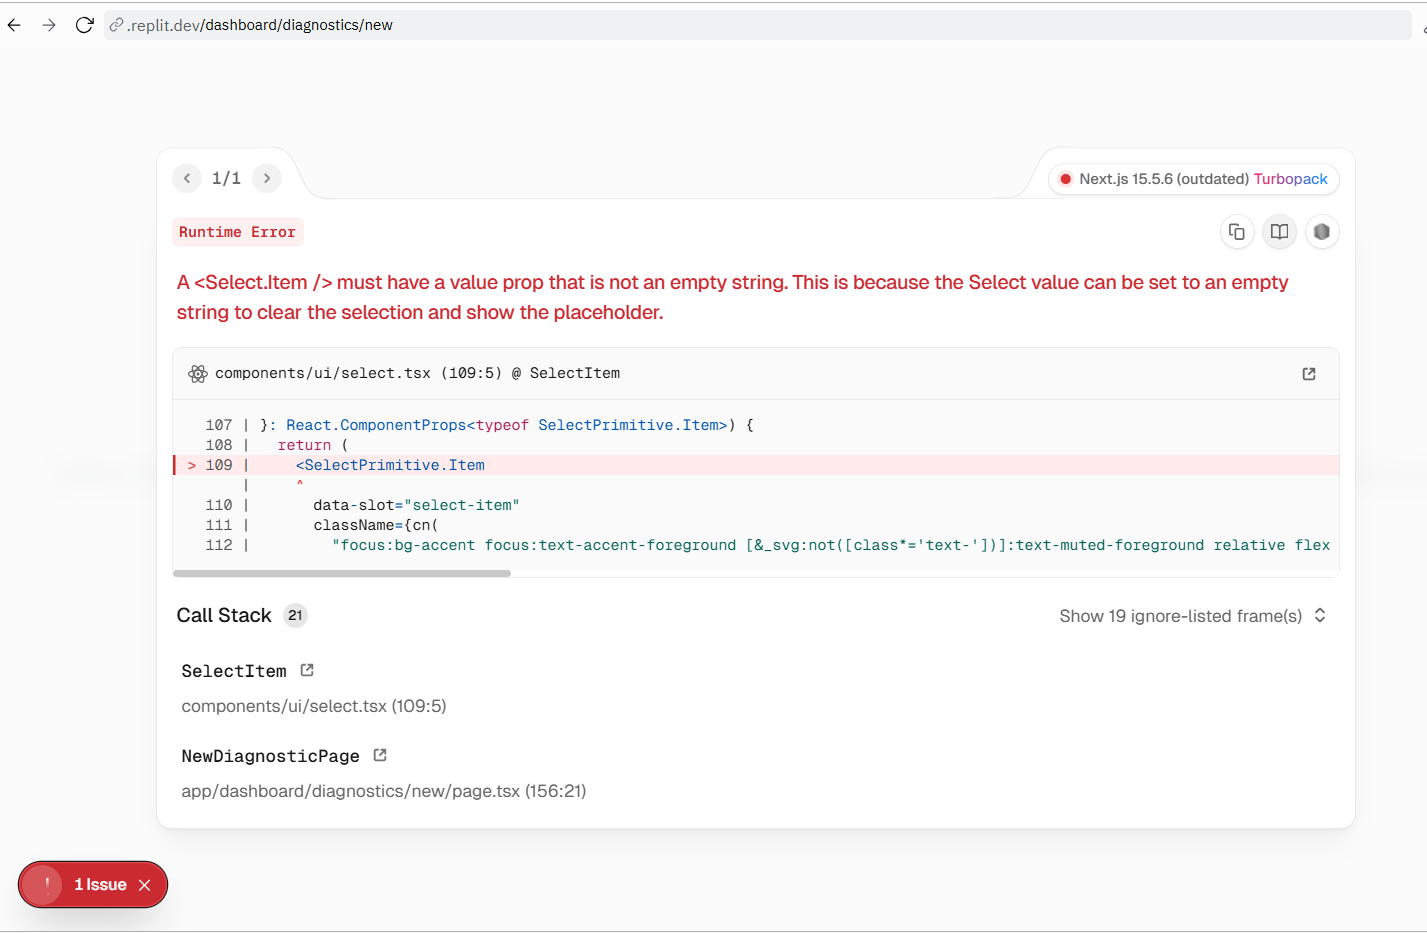 .replit.dev/dashboard/diagnostics/new
1/1
Next.js 15.5.6 (outdated) Turbopack
Runtime Error
A <Select.Item /> must have a value prop that is not an empty string. This is because the Select value can be set to an empty
string to clear the selection and show the placeholder.
components/ui/select.tsx (109:5) @ SelectItem
107 | }: React.ComponentProps<typeof SelectPrimitive.Item>) {
108 |   return (
> 109 |     <SelectPrimitive.Item
|     ^
110 |       data-slot="select-item"
111 |       className={cn(
112 |         "focus:bg-accent focus:text-accent-foreground [&_svg:not([class*='text-'])]:text-muted-foreground relative flex
Call Stack 21
Show 19 ignore-listed frame(s)
SelectItem
components/ui/select.tsx (109:5)
NewDiagnosticPage
app/dashboard/diagnostics/new/page.tsx (156:21)
! 1 Issue